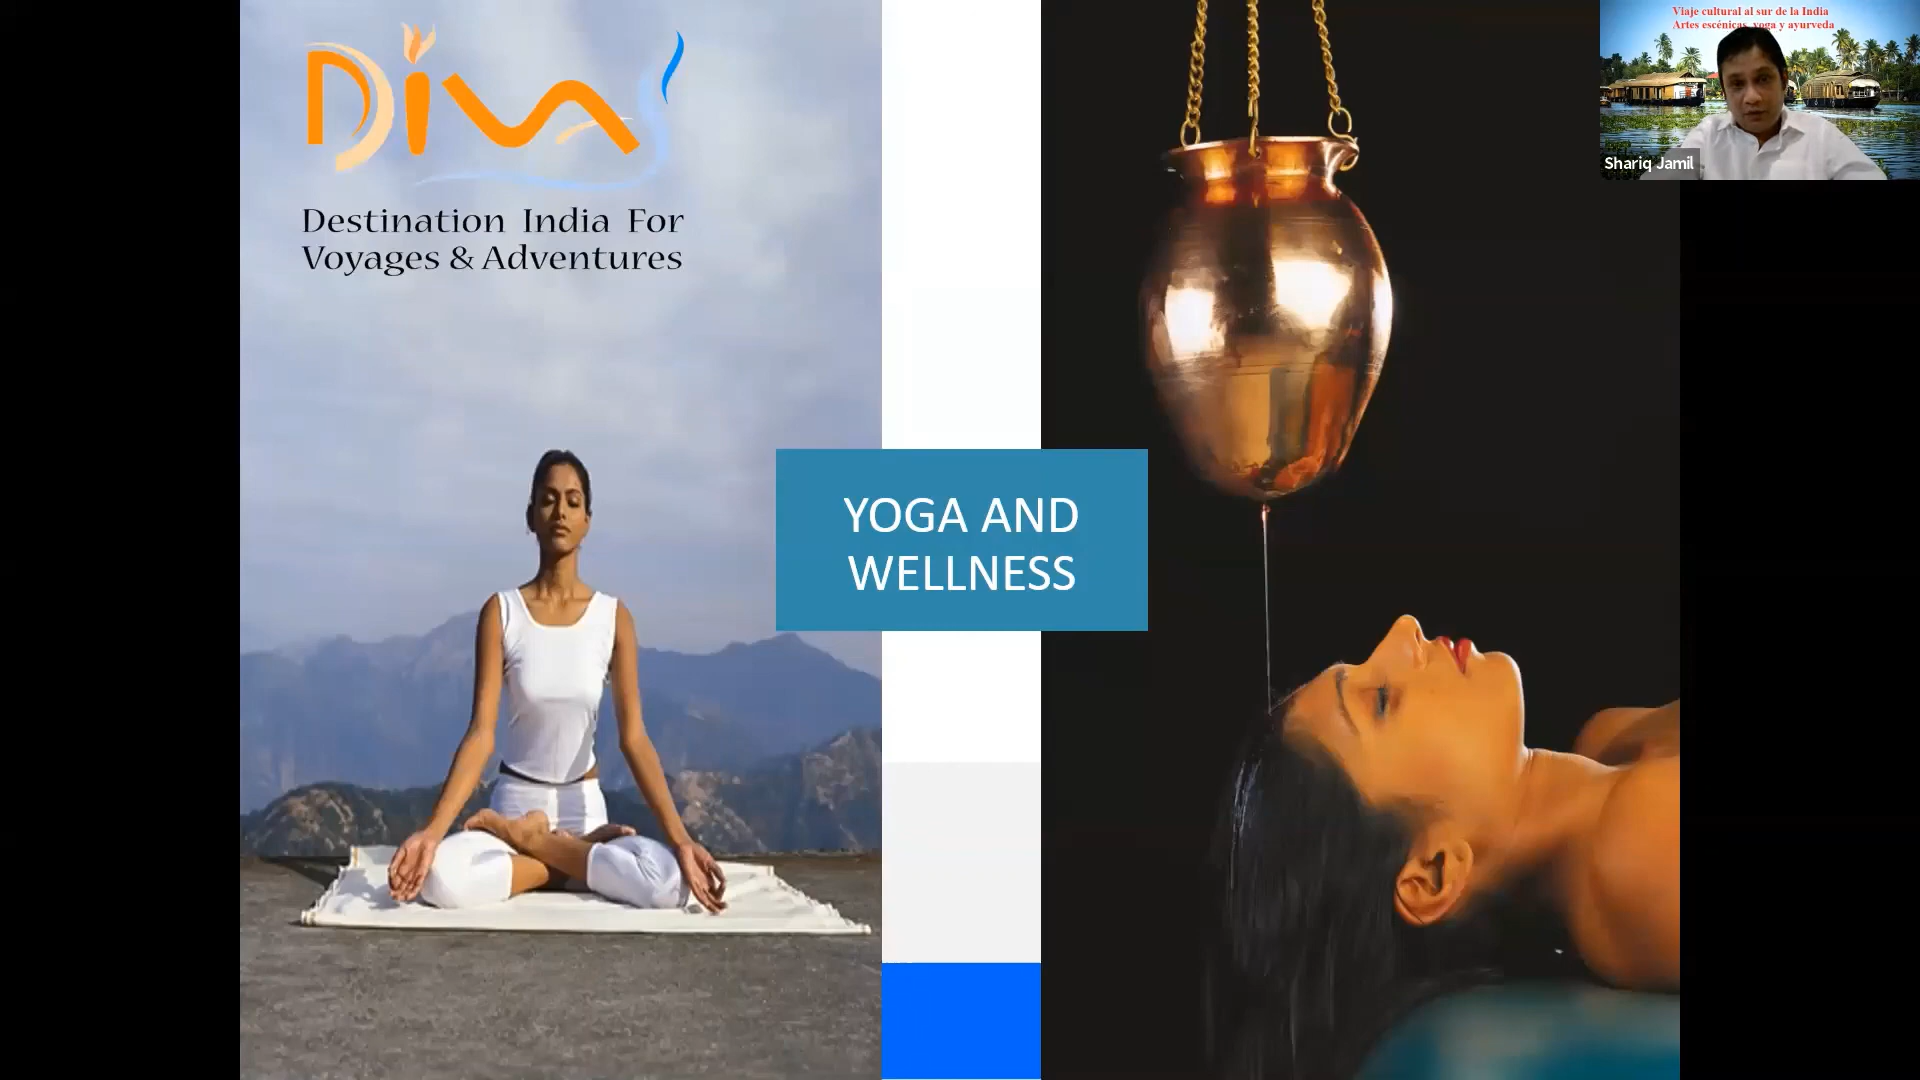 Diva
Destination India For
Voyages & Adventures
YOGA AND
WELLNESS
Viaje cultural al sur de la India
Artes escénicas, yoga y ayurveda
Shariq Jamil